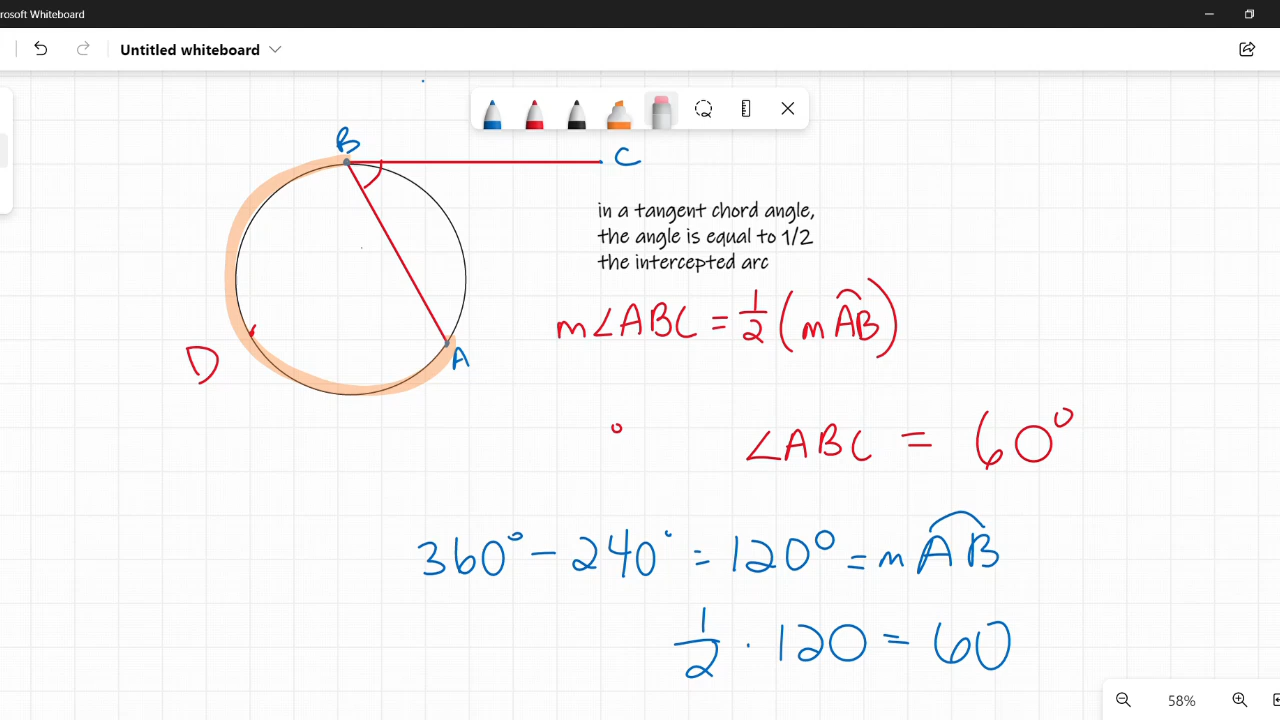 rosoft Whiteboard
Untitled whiteboard
B
C
in a tangent chord angle,
the angle is equal to 1/2
the intercepted arc
m∠ABC = 1/2 (mAB)
D
A
∠ABC = 60°
360° - 240° = 120° = mAB
1/2 · 120 = 60
58%